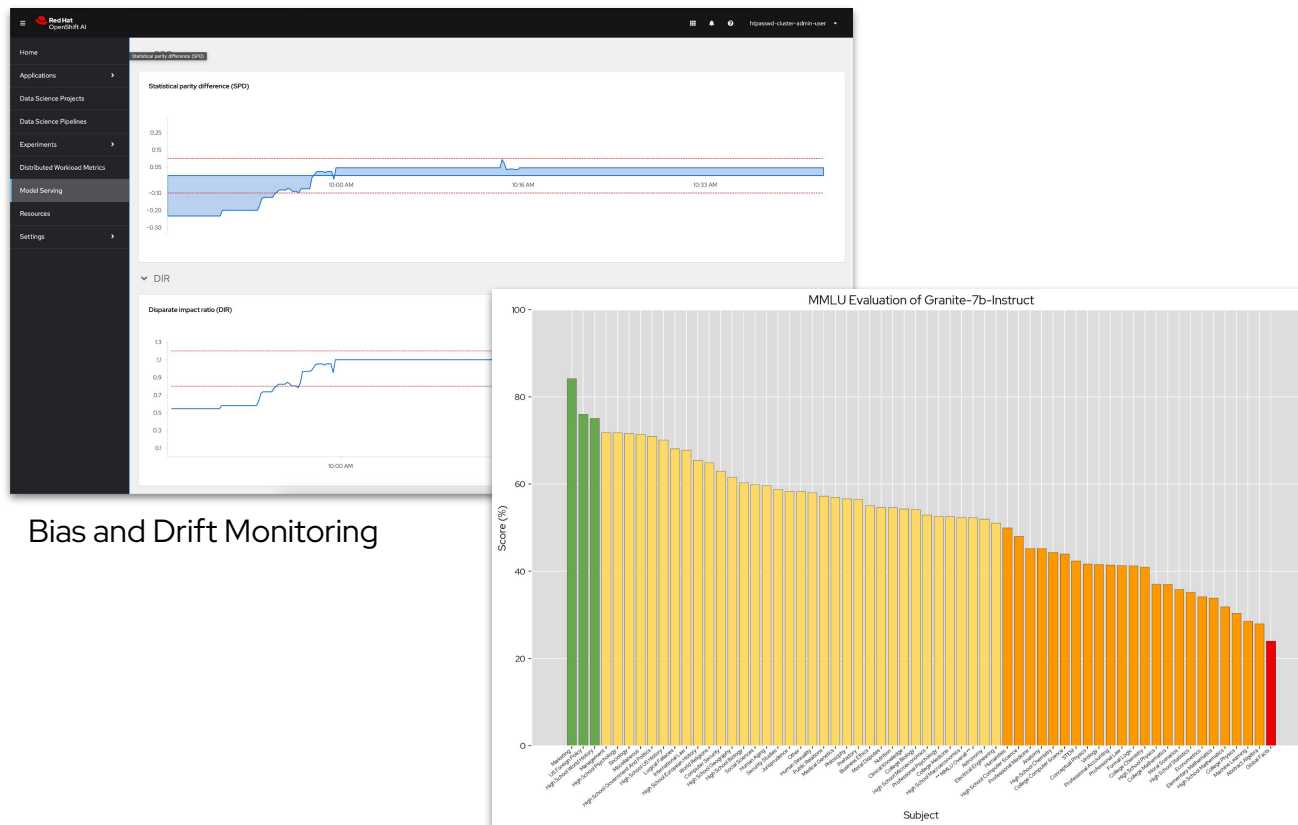 Red Hat
OpenShift AI
htpasswd-cluster-admin-user
Home
Applications
Data Science Projects
Data Science Pipelines
Experiments
Distributed Workload Metrics
Model Serving
Resources
Settings
Statistical parity difference (SPD)
Statistical parity difference (SPD)
0.25
0.15
0.05
-0.10
-0.20
-0.30
10:00 AM
10:16 AM
10:33 AM
DIR
Disparate impact ratio (DIR)
1.3
1.1
0.9
0.7
0.5
0.3
0.1
10:00 AM
Bias and Drift Monitoring
MMLU Evaluation of Granite-7b-Instruct
Score (%)
100
80
60
40
20
0
Marketing
US Foreign Policy
High School World History
Management
High School Psychology
Sociology
Miscellaneous
High School Government And Politics
High School US History
Logical Fallacies
International Law
High School European History
World Religions
Computer Security
High School Geography
High School Biology
Social Sciences
Human Aging
Security Studies
Jurisprudence
Other
Human Sexuality
Public Relations
Medical Genetics
Philosophy
Prehistory
Business Ethics
Moral Disputes
Nutrition
Clinical Knowledge
College Biology
High School Microeconomics
Professional Psychology
College Medicine
High School Macroeconomics
** MMLU Overall **
Astronomy
Electrical Engineering
Humanities
High School Computer Science
Professional Medicine
Anatomy
High School Chemistry
College Computer Science
STEM
Conceptual Physics
Virology
Professional Accounting
Professional Law
Formal Logic
College Chemistry
High School Physics
College Mathematics
Moral Scenarios
High School Statistics
Econometrics
Elementary Mathematics
High School Mathematics
College Physics
Machine Learning
Abstract Algebra
Global Facts
Subject